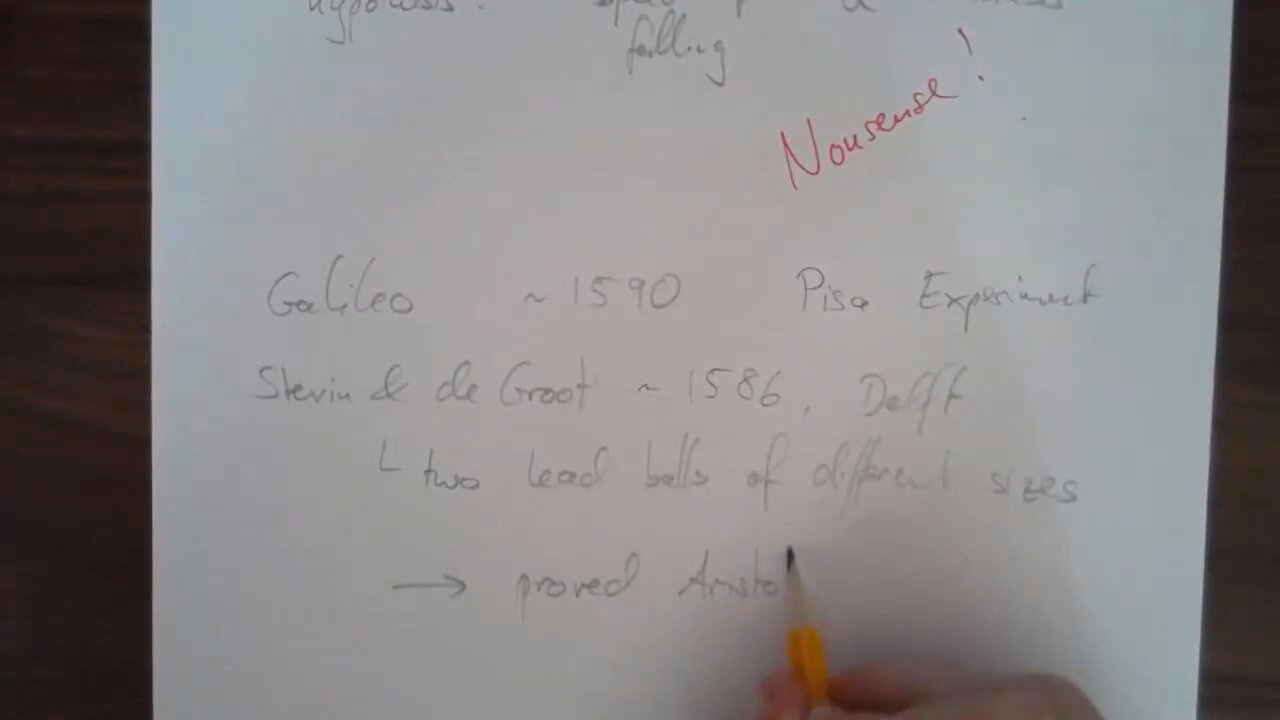 falling
Nonsense!
Galileo ~1590 Pisa Experiment
Stevin & de Groot ~1586, Delft
two lead balls of different sizes
→ proved Aristo